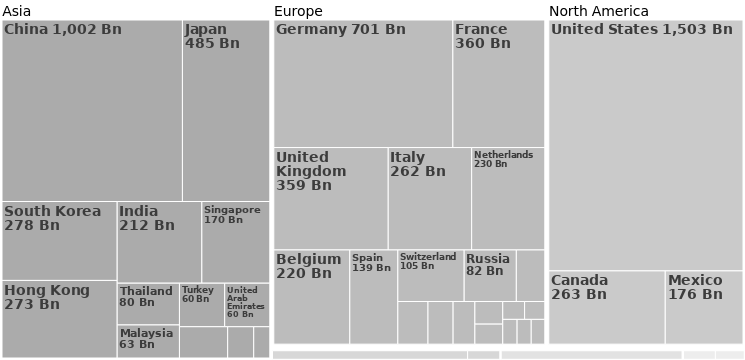 Asia
China 1,002 Bn
Japan
485 Bn
South Korea
278 Bn
India
212 Bn
Singapore
170 Bn
Hong Kong
273 Bn
Thailand
80 Bn
Turkey
60 Bn
United
Arab
Emirates
60 Bn
Malaysia
63 Bn
Europe
Germany 701 Bn
France
360 Bn
United
Kingdom
359 Bn
Italy
262 Bn
Netherlands
230 Bn
Belgium
220 Bn
Spain
139 Bn
Switzerland
105 Bn
Russia
82 Bn
North America
United States 1,503 Bn
Canada
263 Bn
Mexico
176 Bn